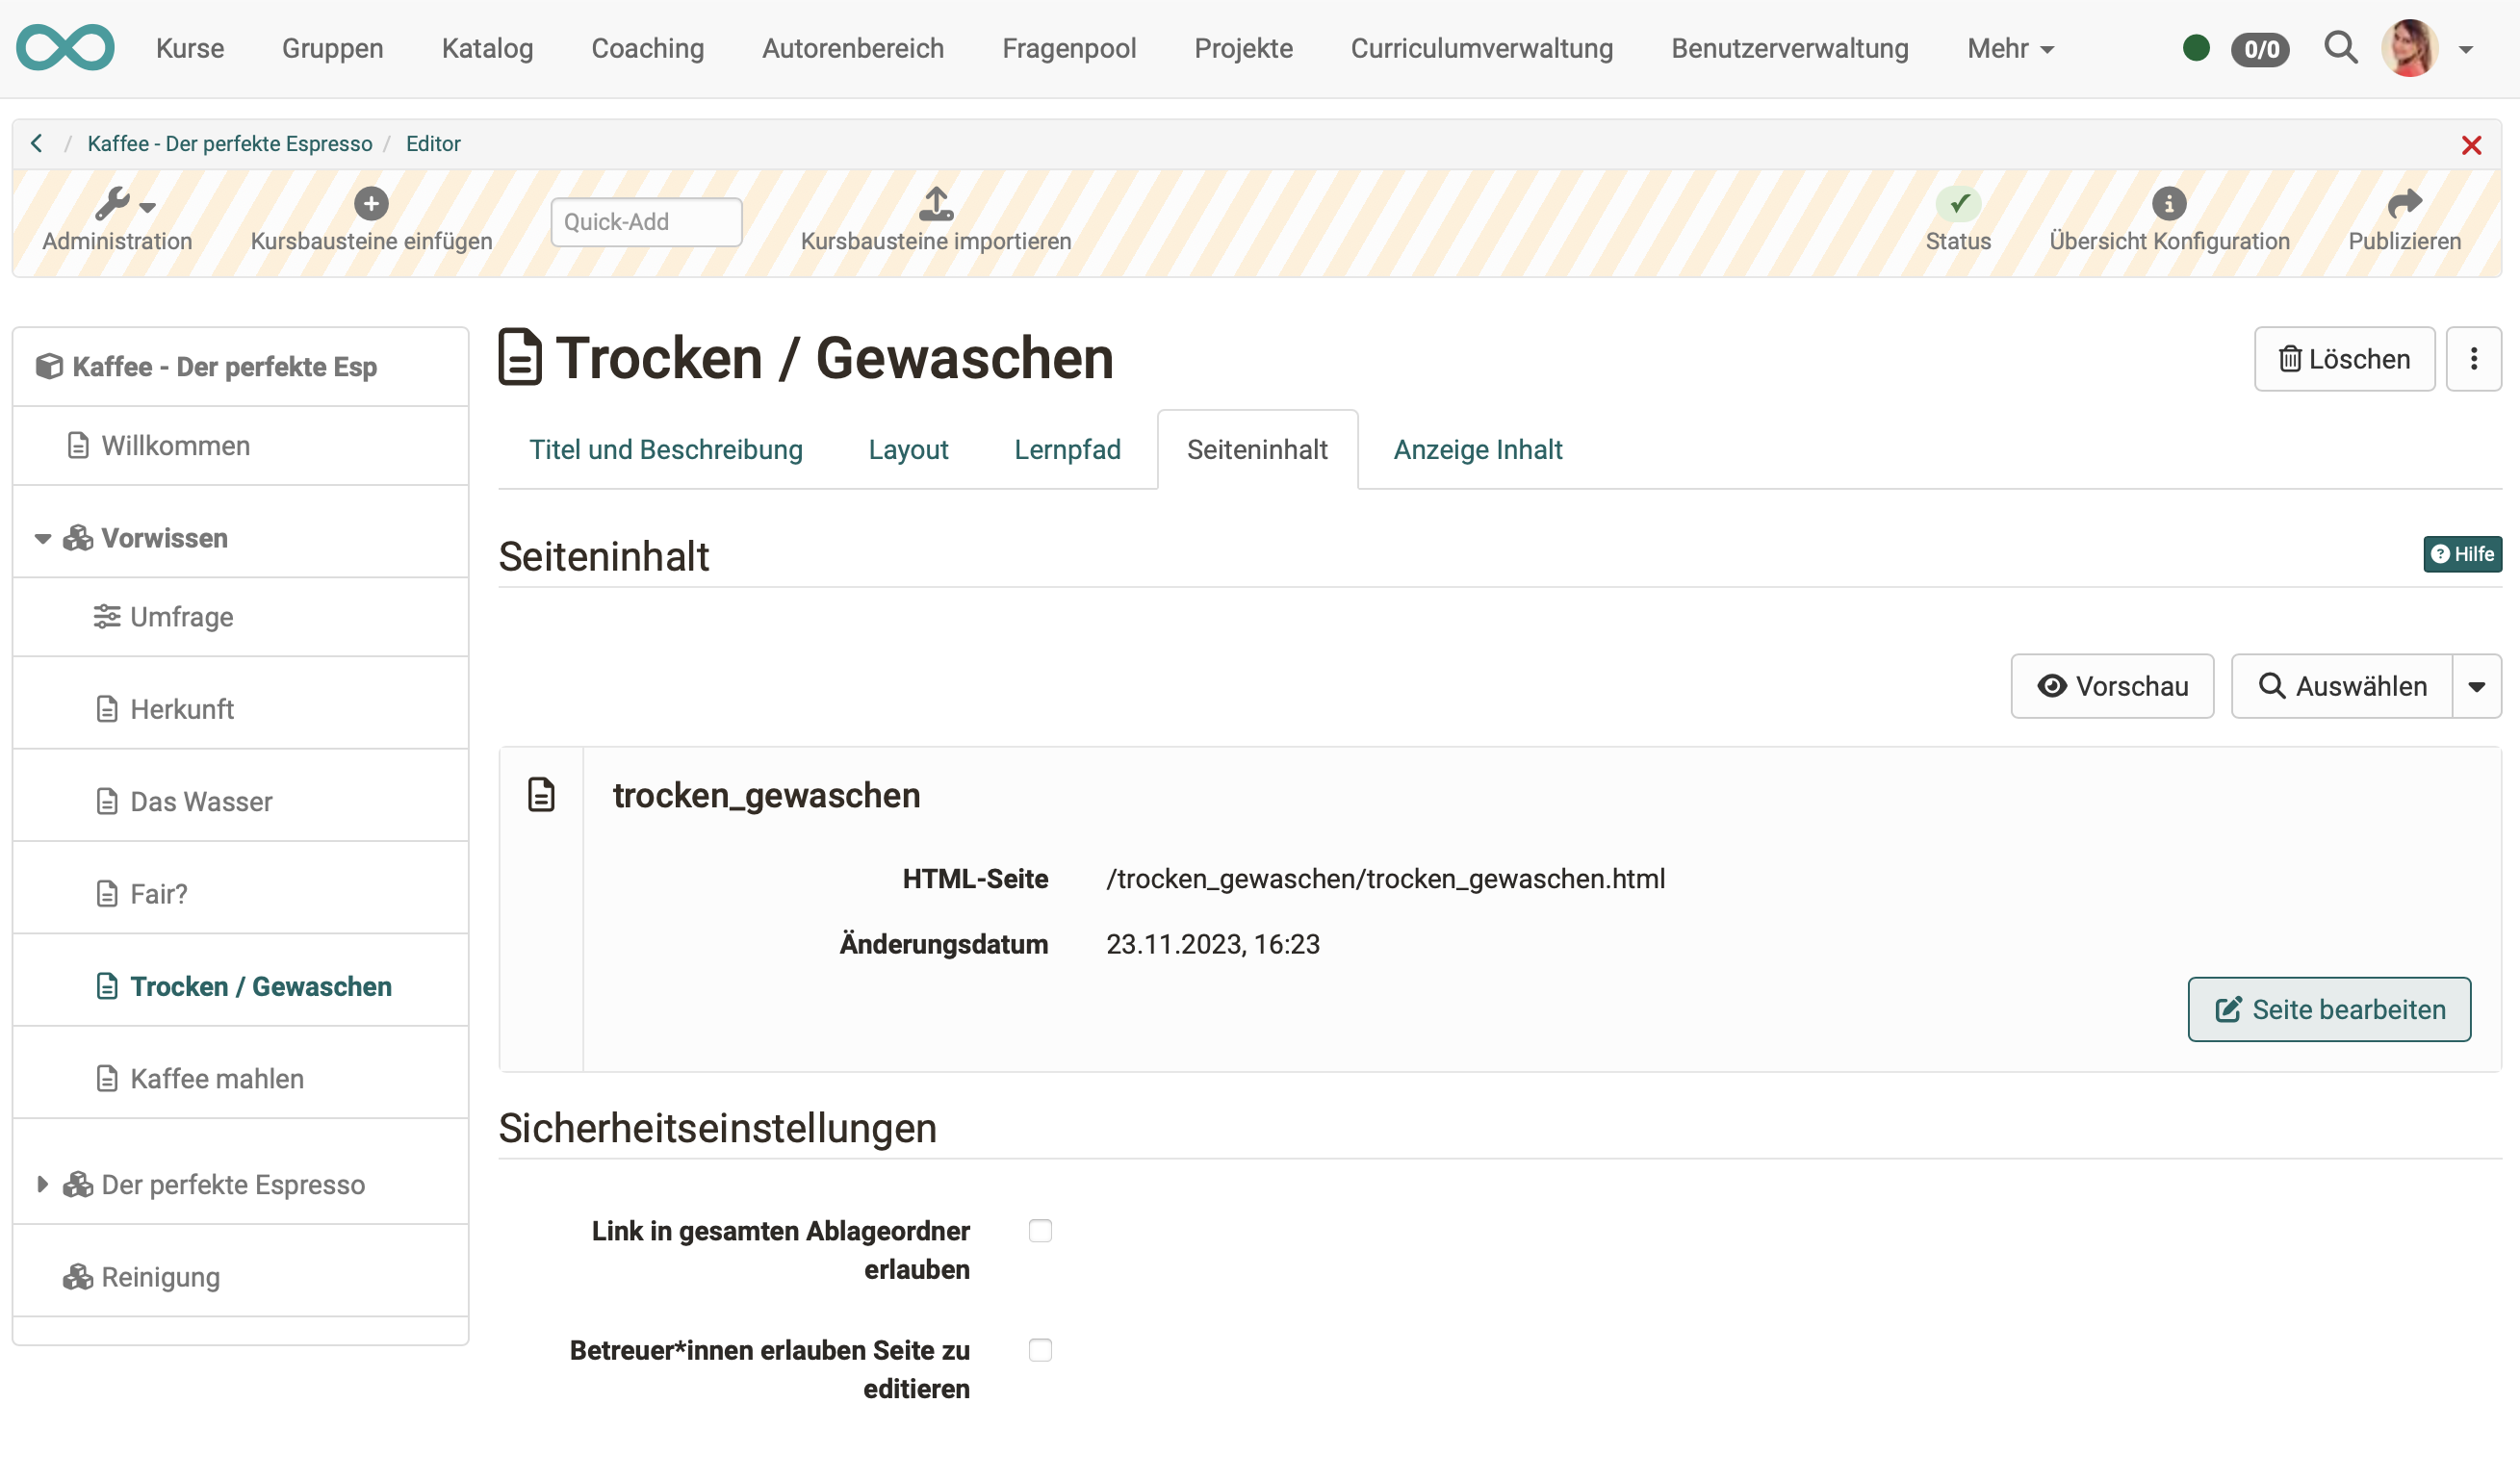 Kurse Gruppen Katalog Coaching Autorenbereich Fragenpool Projekte Curriculumverwaltung Benutzerverwaltung Mehr 0/0
/ Kaffee - Der perfekte Espresso / Editor
Administration Kursbausteine einfügen Quick-Add Kursbausteine importieren Status Übersicht Konfiguration Publizieren
Kaffee - Der perfekte Esp
Willkommen
Vorwissen
Umfrage
Herkunft
Das Wasser
Fair?
Trocken / Gewaschen
Kaffee mahlen
Der perfekte Espresso
Reinigung
Trocken / Gewaschen
Löschen
Titel und Beschreibung Layout Lernpfad Seiteninhalt Anzeige Inhalt
Seiteninhalt
Hilfe
Vorschau Auswählen
trocken_gewaschen
HTML-Seite /trocken_gewaschen/trocken_gewaschen.html
Änderungsdatum 23.11.2023, 16:23
Seite bearbeiten
Sicherheitseinstellungen
Link in gesamten Ablageordner
erlauben
Betreuer*innen erlauben Seite zu
editieren